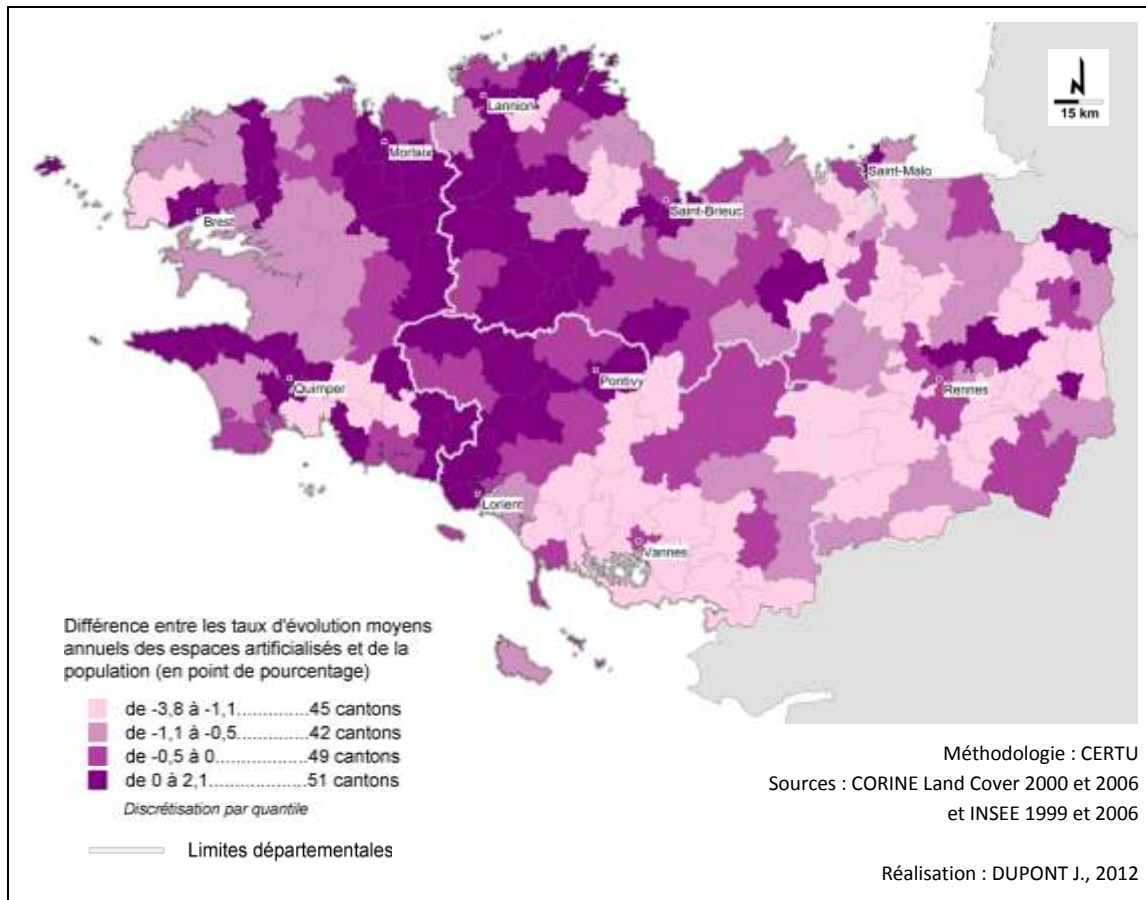 N
15 km
Lannion
Morlaix
Saint-Malo
Brest
Saint-Brieuc
Quimper
Pontivy
Rennes
Lorient
Vannes
Différence entre les taux d'évolution moyens
annuels des espaces artificialisés et de la
population (en point de pourcentage)
de -3,8 à -1,1..............45 cantons
de -1,1 à -0,5..............42 cantons
de -0,5 à 0..................49 cantons
de 0 à 2,1...................51 cantons
Discrétisation par quantile
Limites départementales
Méthodologie : CERTU
Sources : CORINE Land Cover 2000 et 2006
et INSEE 1999 et 2006
Réalisation : DUPONT J., 2012